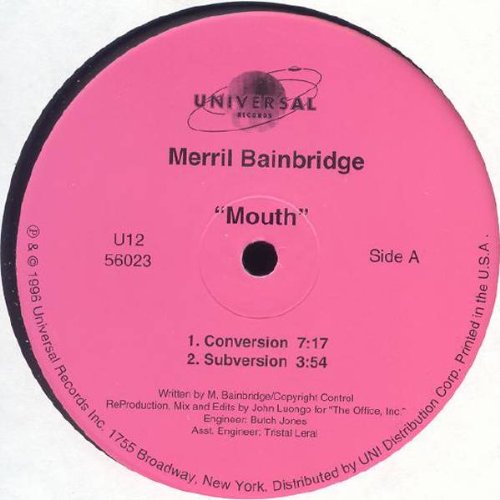 UNIVERSAL
RECORDS
Merril Bainbridge
"Mouth"
U12
56023
Side A
1. Conversion 7:17
2. Subversion 3:54
Written by M. Bainbridge/Copyright Control
ReProduction, Mix and Edits by John Luongo for "The Office, Inc."
Engineer: Butch Jones
Asst. Engineer: Tristal Leral
℗ & © 1996 Universal Records Inc. 1755 Broadway, New York. Distributed by UNI Distribution Corp. Printed in the U.S.A.